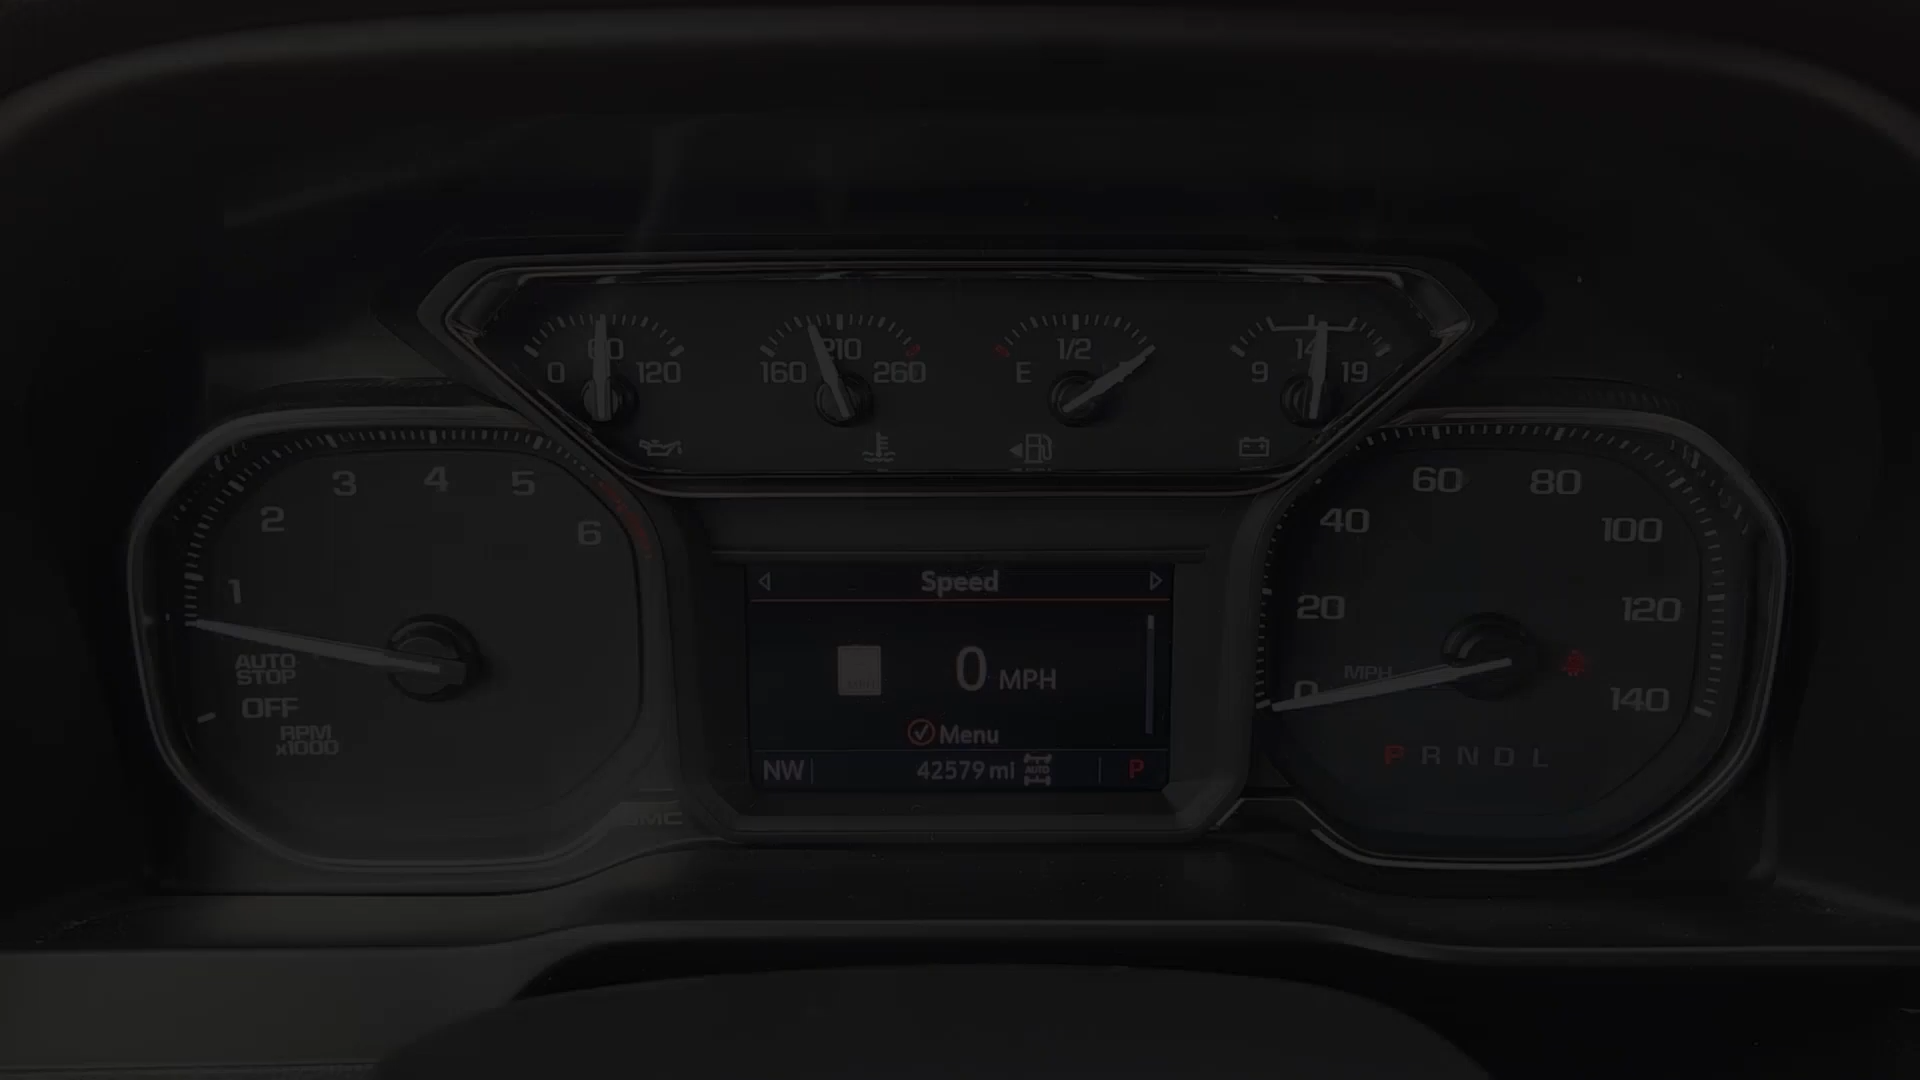 0 60 120
160 210 260
E 1/2
9 14 19
1 2 3 4 5 6
AUTO
STOP
OFF
RPM
x1000
Speed
0 MPH
Menu
NW 42579 mi AUTO P
0 20 40 60 80 100 120 140
MPH
P R N D L
GMC